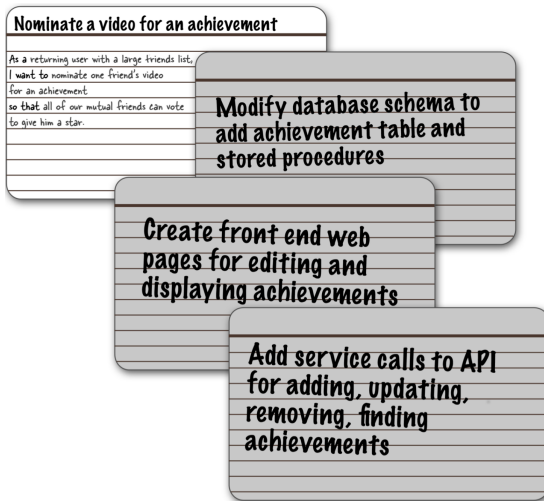 Nominate a video for an achievement
As a returning user with a large friends list,
I want to nominate one friend's video
for an achievement
so that all of our mutual friends can vote
to give him a star.
Modify database schema to
add achievement table and
stored procedures
Create front end web
pages for editing and
displaying achievements
Add service calls to API
for adding, updating,
removing, finding
achievements